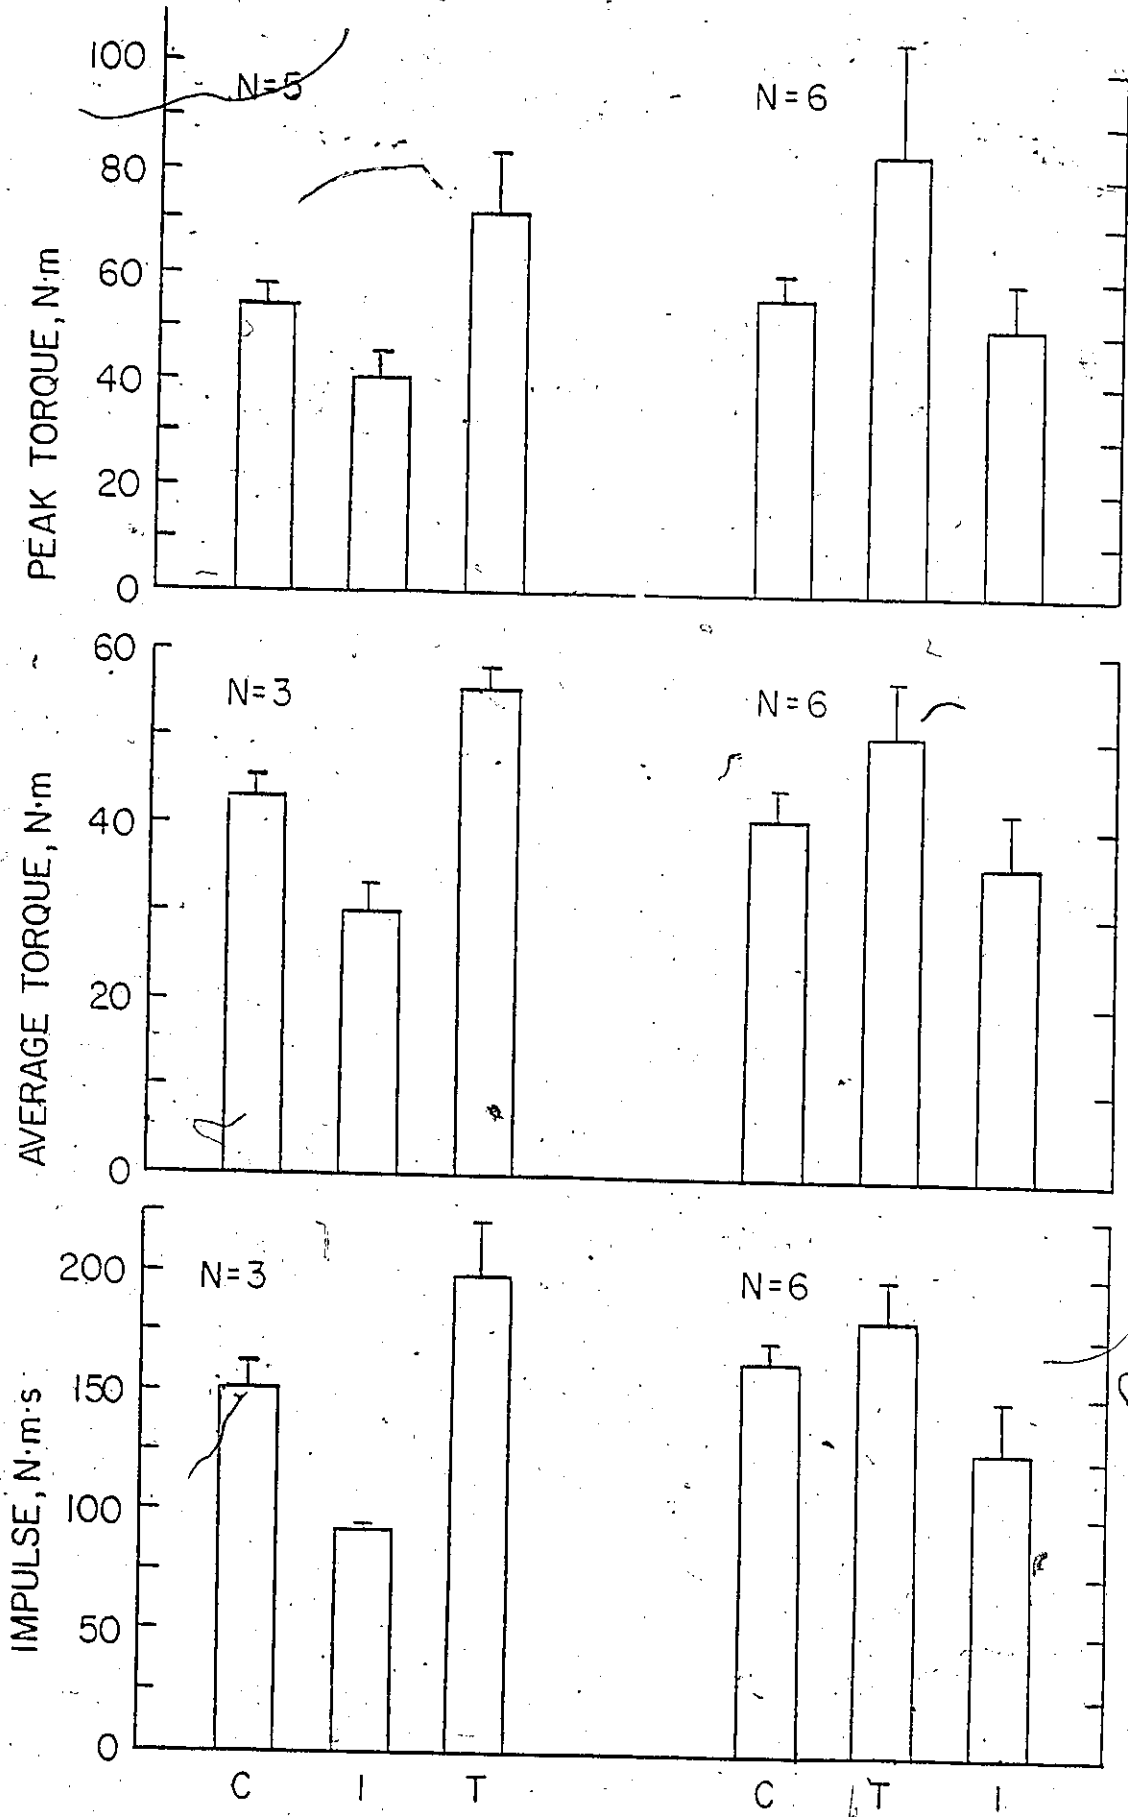 PEAK TORQUE, N·m
100
80
60
40
20
0
N=5
N=6
AVERAGE TORQUE, N·m
60
40
20
0
N=3
N=6
IMPULSE, N·m·s
200
150
100
50
0
N=3
N=6
C I T C T I